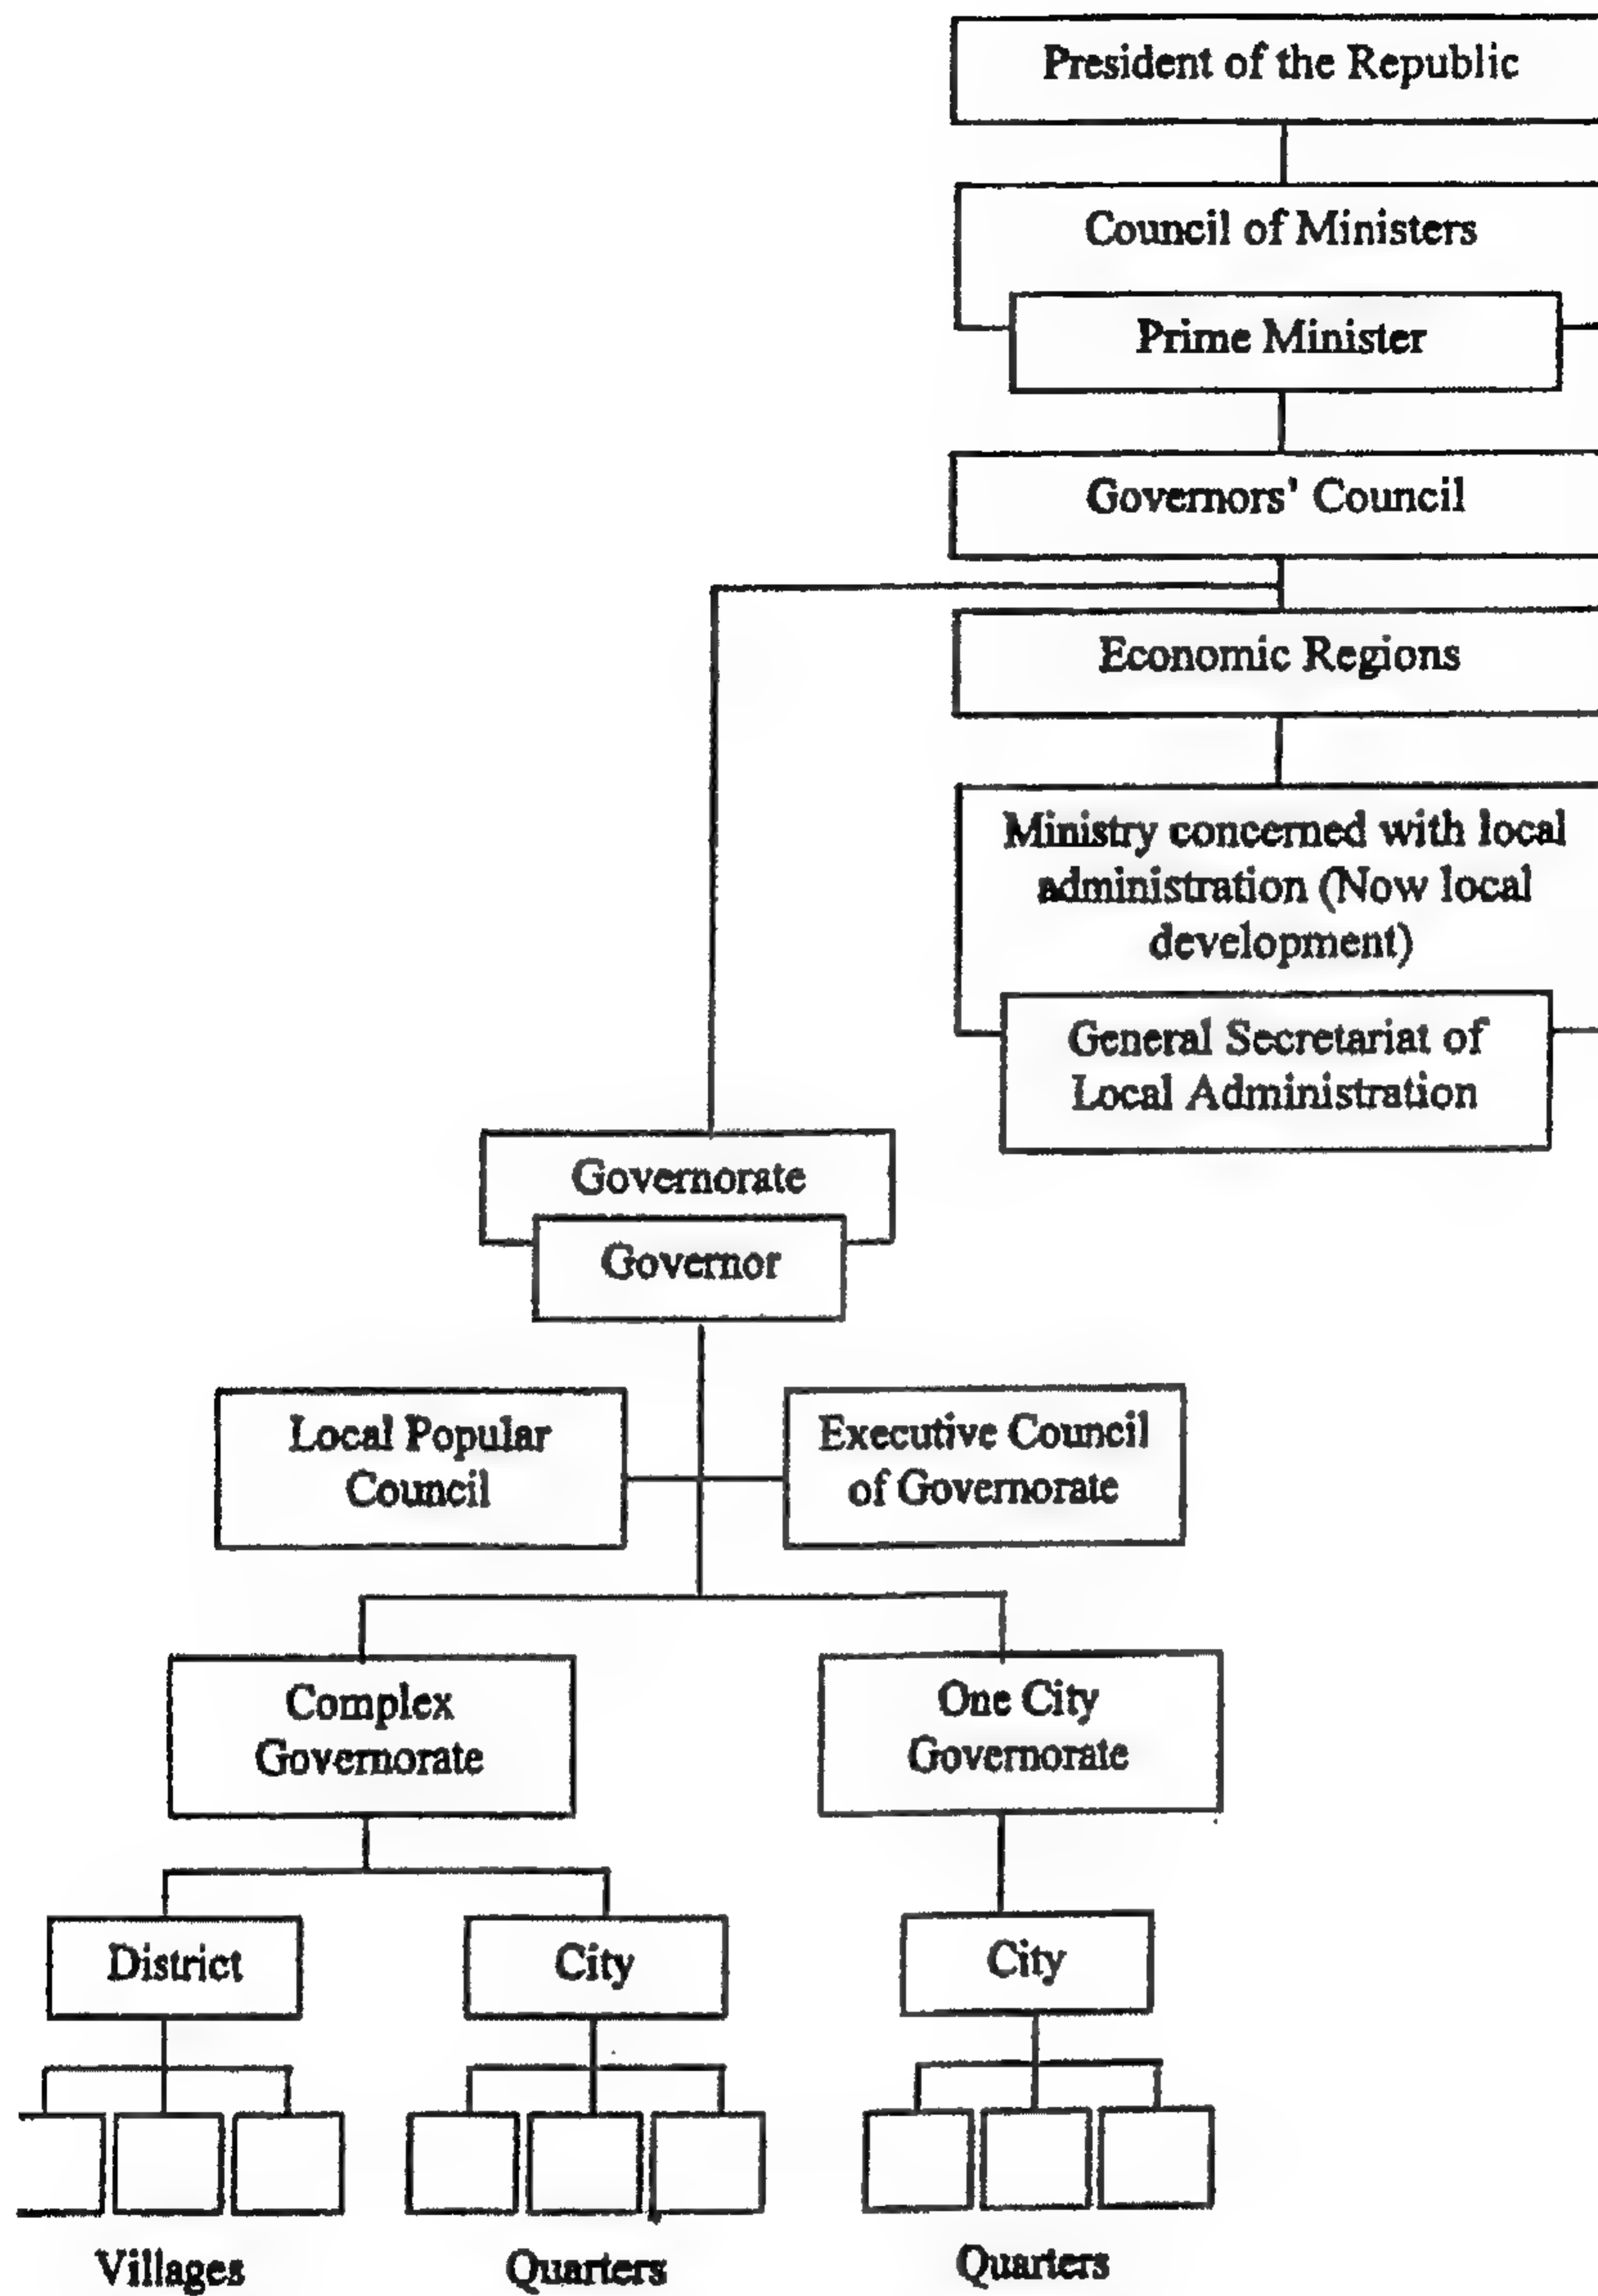 President of the Republic
Council of Ministers
Prime Minister
Governors' Council
Economic Regions
Ministry concerned with local
administration (Now local
development)
General Secretariat of
Local Administration
Governorate
Governor
Local Popular
Council
Executive Council
of Governorate
Complex
Governorate
One City
Governorate
District
City
City
Villages
Quarters
Quarters